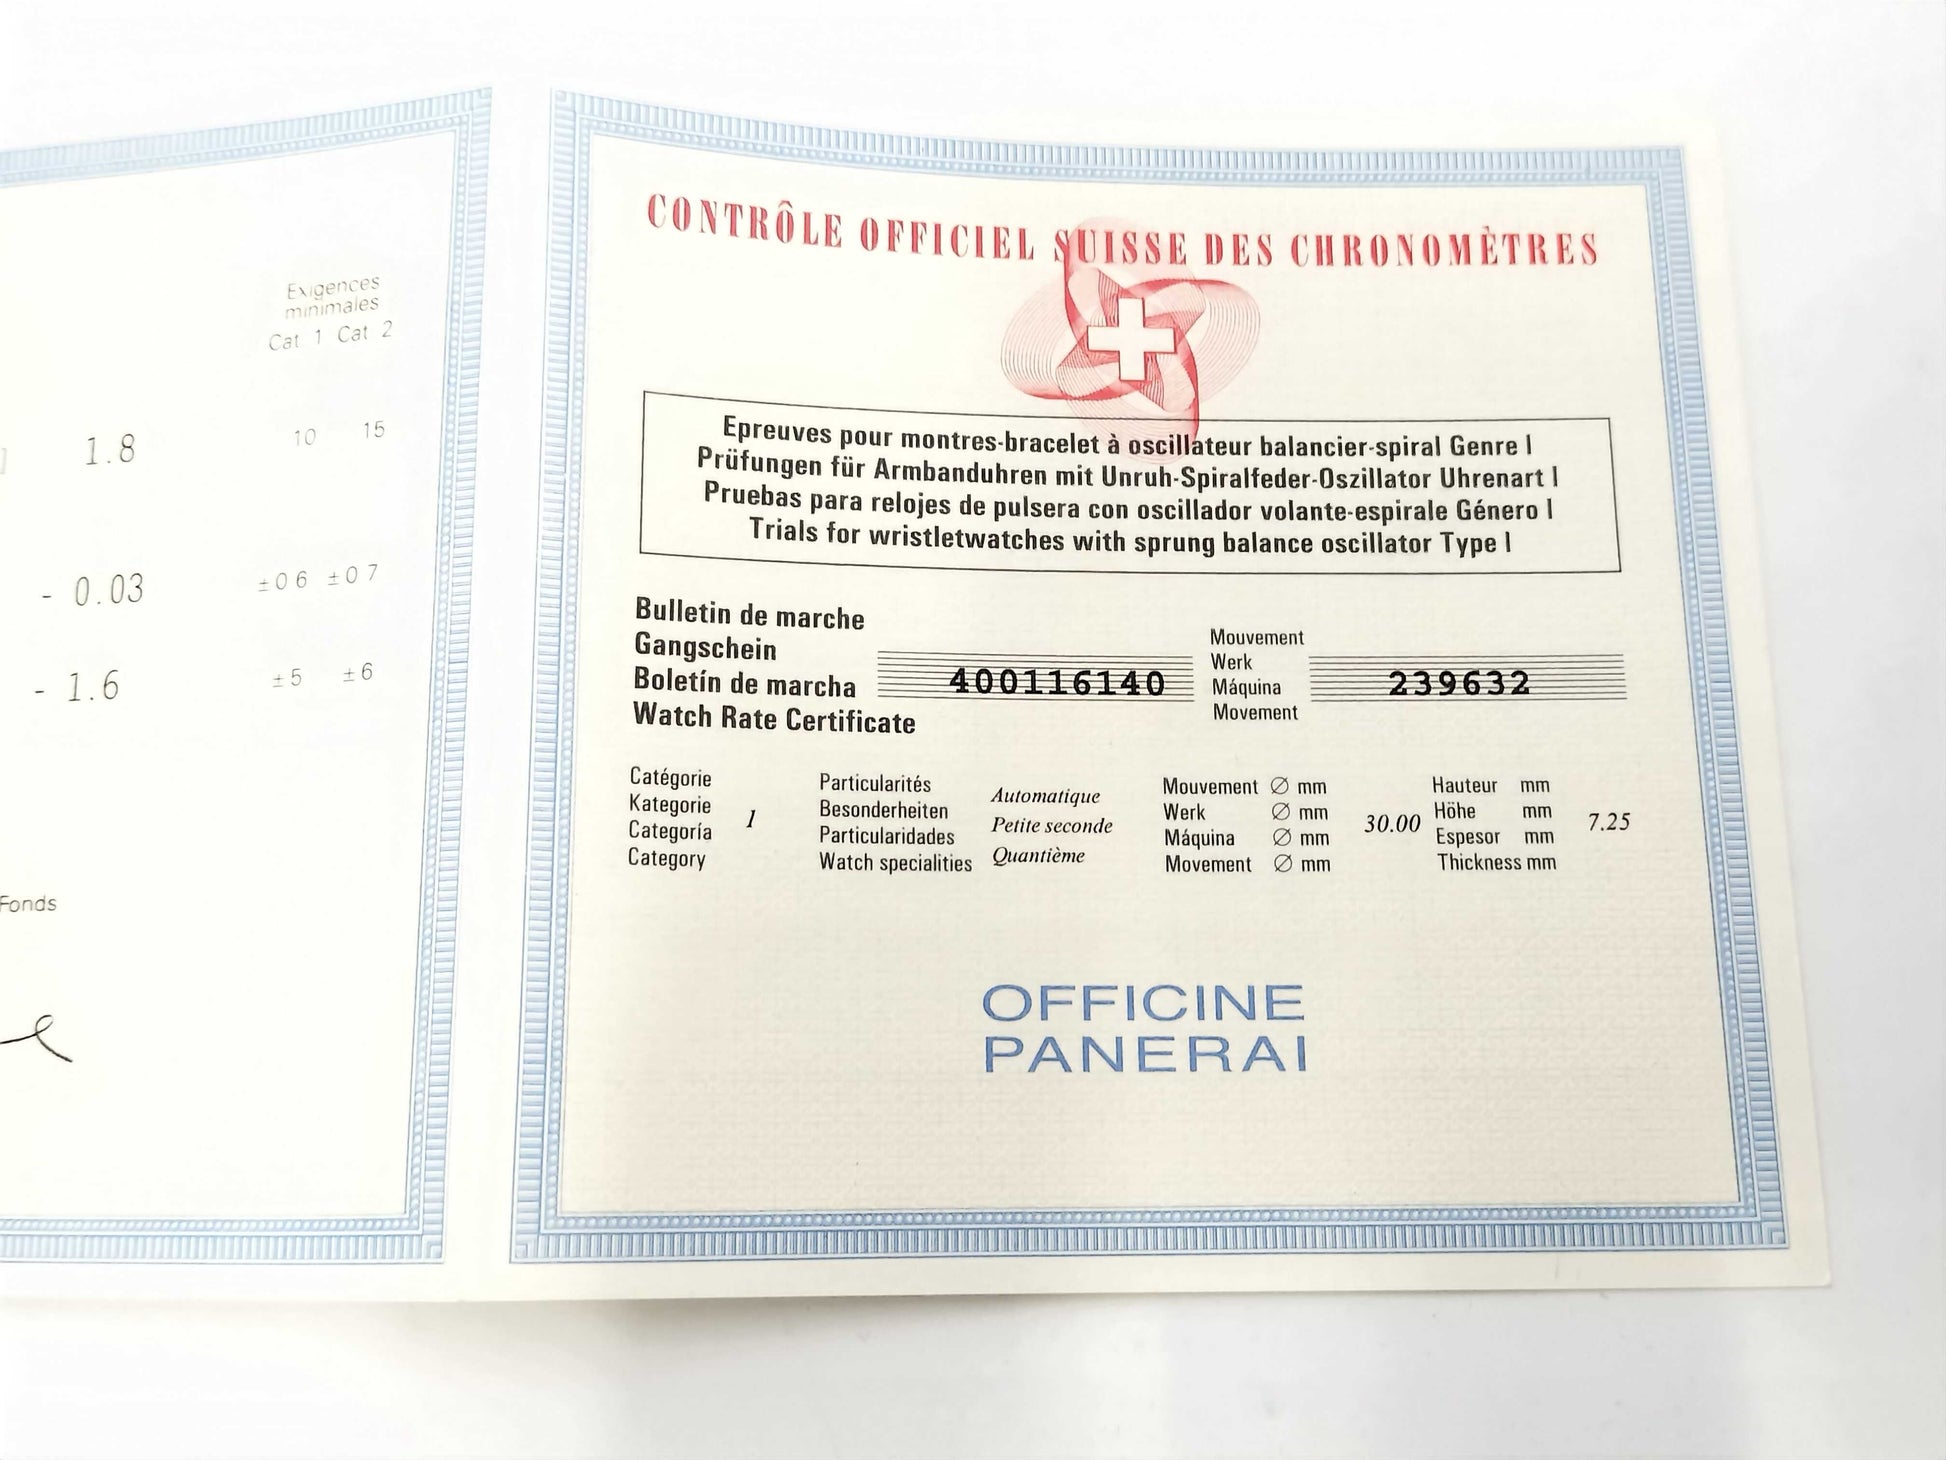 Exigences
minimales
Cat 1 Cat 2
1.8 10 15
- 0.03 ±0 6 ±0 7
- 1.6 ±5 ±6
Fonds
CONTRÔLE OFFICIEL SUISSE DES CHRONOMÈTRES
Epreuves pour montres-bracelet à oscillateur balancier-spiral Genre I
Prüfungen für Armbanduhren mit Unruh-Spiralfeder-Oszillator Uhrenart I
Pruebas para relojes de pulsera con oscillador volante-espirale Género I
Trials for wristletwatches with sprung balance oscillator Type I
Bulletin de marche
Gangschein
Boletín de marcha
Watch Rate Certificate
400116140
Mouvement
Werk
Máquina
Movement
239632
Catégorie
Kategorie
Categoría
Category
1
Particularités
Besonderheiten
Particularidades
Watch specialities
Automatique
Petite seconde
Quantième
Mouvement ∅ mm
Werk ∅ mm
Máquina ∅ mm
Movement ∅ mm
30.00
Hauteur mm
Höhe mm
Espesor mm
Thickness mm
7.25
OFFICINE
PANERAI